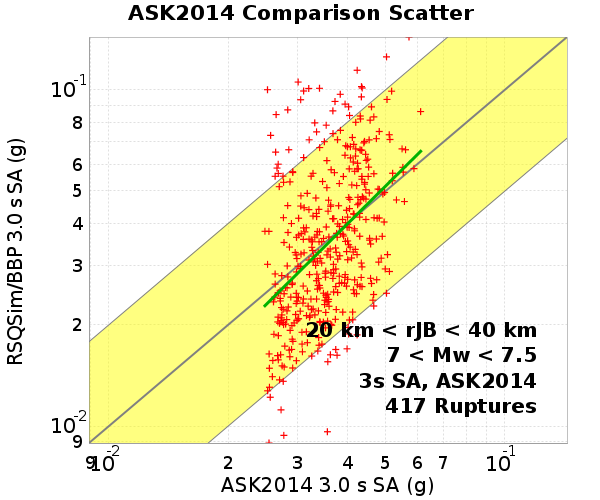 ASK2014 Comparison Scatter
RSQSim/BBP 3.0 s SA (g)
10-1
8
6
5
4
3
2
10-2
9
20 km < rJB < 40 km
7 < Mw < 7.5
3s SA, ASK2014
417 Ruptures
9 10-2 2 3 4 5 6 7 10-1
ASK2014 3.0 s SA (g)